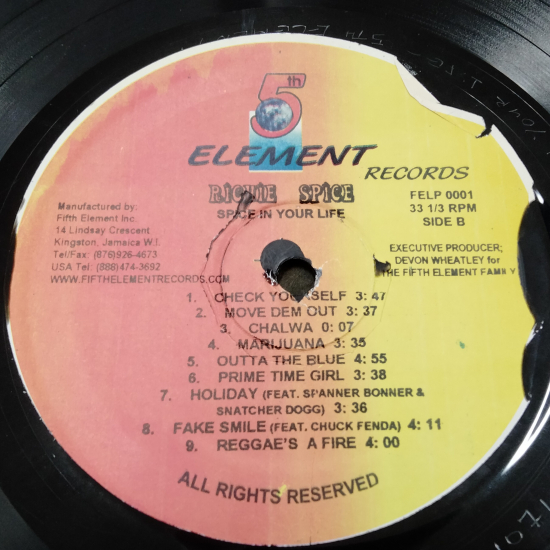 5th
ELEMENT
RECORDS
RICHIE SPICE
SPICE IN YOUR LIFE
FELP 0001
33 1/3 RPM
SIDE B
Manufactured by:
Fifth Element Inc.
14 Lindsay Crescent
Kingston, Jamaica W.I.
Tel/Fax: (876)926-4673
USA Tel: (888)474-3692
WWW.FIFTHELEMENTRECORDS.COM
EXECUTIVE PRODUCER;
DEVON WHEATLEY for
THE FIFTH ELEMENT FAMILY
1. CHECK YOURSELF 3: 47
2. MOVE DEM OUT 3: 37
3. CHALWA 0: 07
4. MARIJUANA 3: 35
5. OUTTA THE BLUE 4: 55
6. PRIME TIME GIRL 3: 38
7. HOLIDAY (FEAT. SPANNER BONNER &
SNATCHER DOGG) 3: 36
8. FAKE SMILE (FEAT. CHUCK FENDA) 4: 11
9. REGGAE'S A FIRE 4: 00
ALL RIGHTS RESERVED